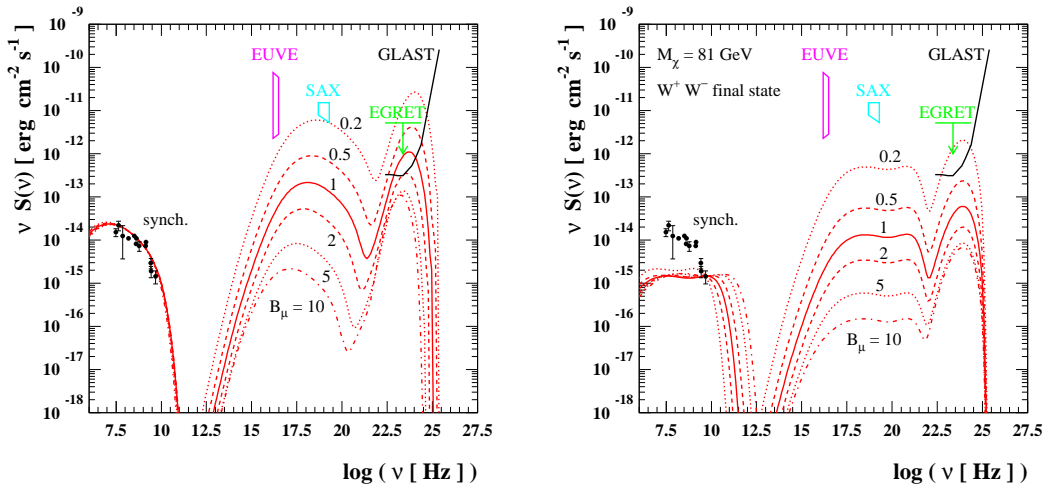 ν S(ν) [ erg cm-2 s-1 ]
10 -9
10 -10
10 -11
10 -12
10 -13
10 -14
10 -15
10 -16
10 -17
10 -18
EUVE
GLAST
SAX
EGRET
0.2
0.5
1
synch.
2
5
Bμ = 10
7.5 10 12.5 15 17.5 20 22.5 25 27.5
log ( ν [ Hz ] )
ν S(ν) [ erg cm-2 s-1 ]
10 -9
10 -10
10 -11
10 -12
10 -13
10 -14
10 -15
10 -16
10 -17
10 -18
Mχ = 81 GeV
EUVE
GLAST
W+ W- final state
SAX
EGRET
0.2
0.5
synch.
1
2
5
Bμ = 10
7.5 10 12.5 15 17.5 20 22.5 25 27.5
log ( ν [ Hz ] )